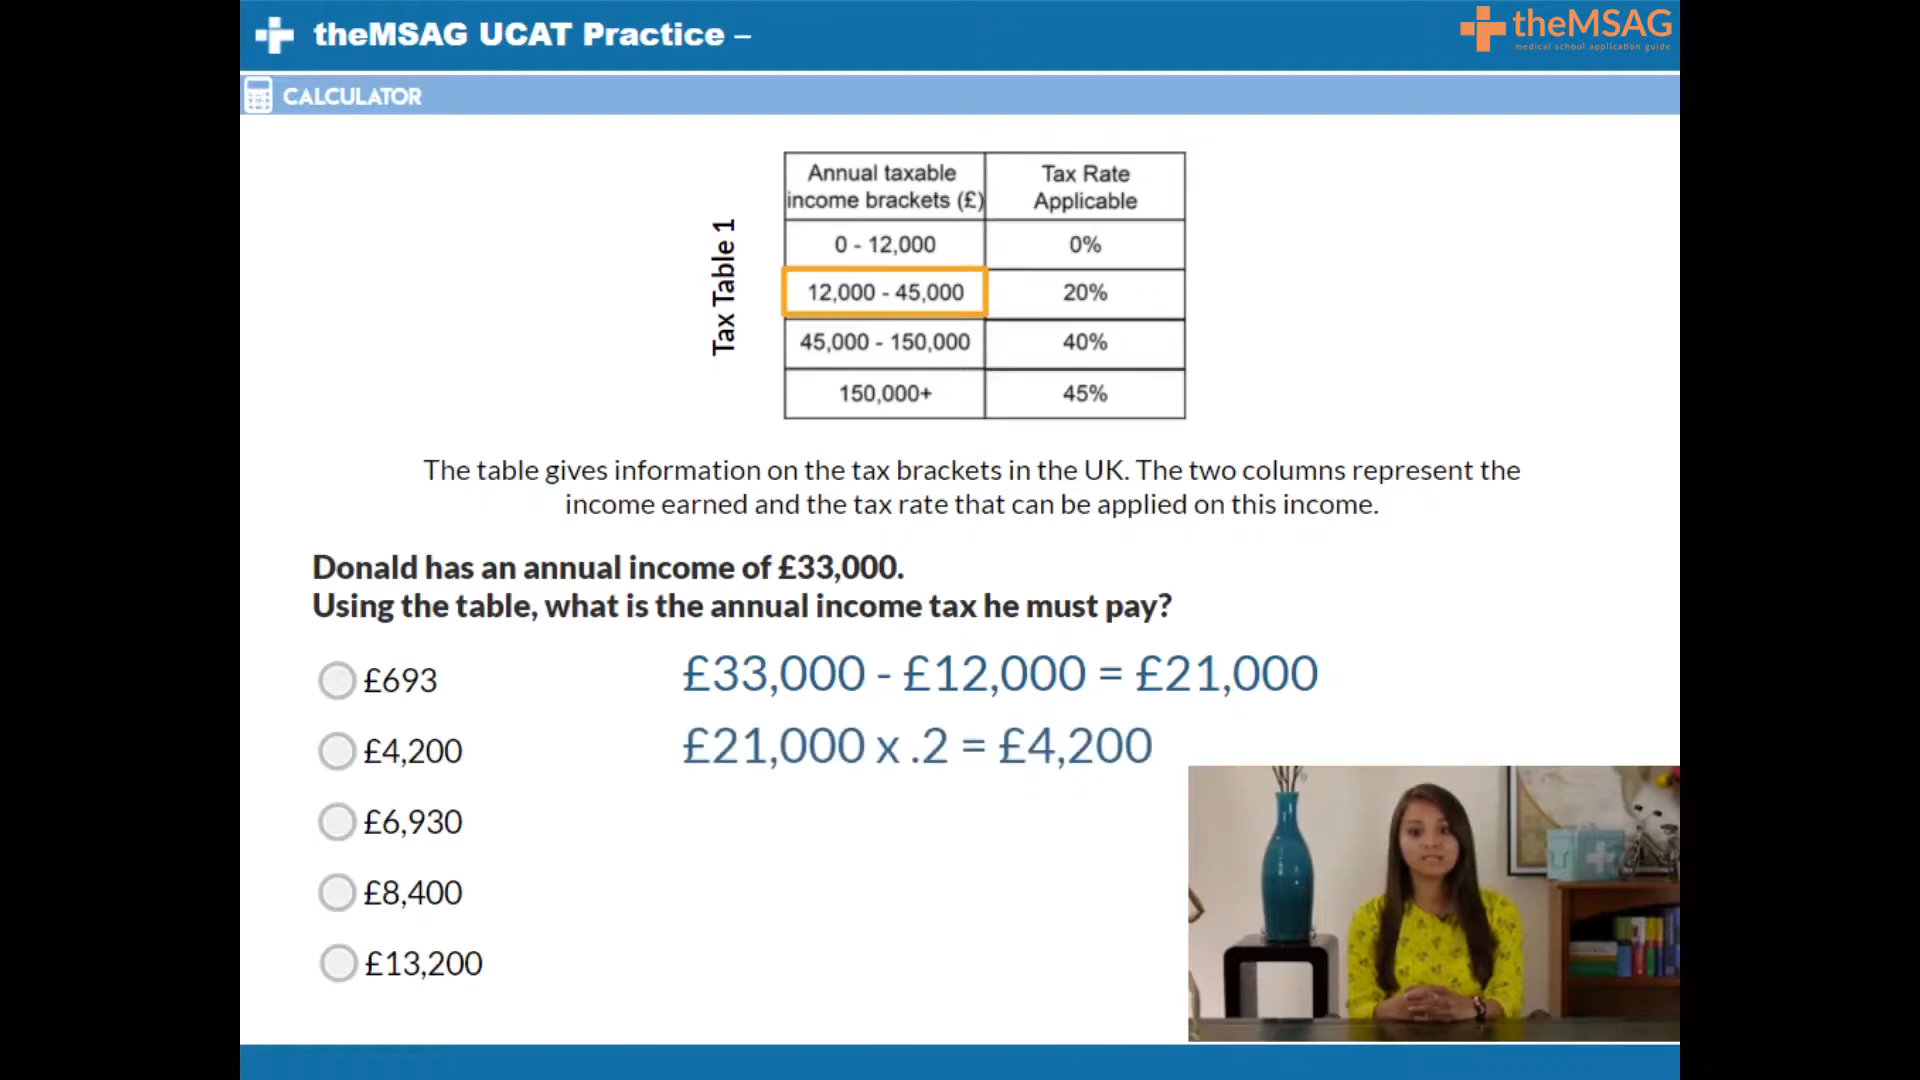 theMSAG UCAT Practice –
theMSAG
medical school application guide
CALCULATOR
Tax Table 1
Annual taxable income brackets (£) Tax Rate Applicable
0 - 12,000 0%
12,000 - 45,000 20%
45,000 - 150,000 40%
150,000+ 45%
The table gives information on the tax brackets in the UK. The two columns represent the
income earned and the tax rate that can be applied on this income.
Donald has an annual income of £33,000.
Using the table, what is the annual income tax he must pay?
£693
£4,200
£6,930
£8,400
£13,200
£33,000 - £12,000 = £21,000
£21,000 x .2 = £4,200